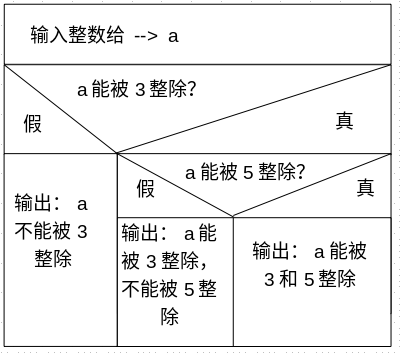 输入整数给 --> a
a 能被 3 整除?
假
真
a 能被 5 整除?
假
真
输出： a
不能被 3
整除
输出： a 能
被 3 整除，
不能被 5 整
除
输出： a 能被
3 和 5 整除